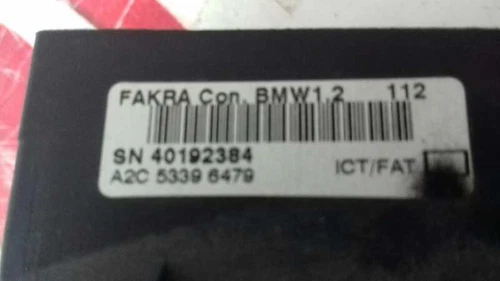 FAKRA Con. BMW1.2 112
SN 40192384
A2C 5339 6479 ICT/FAT